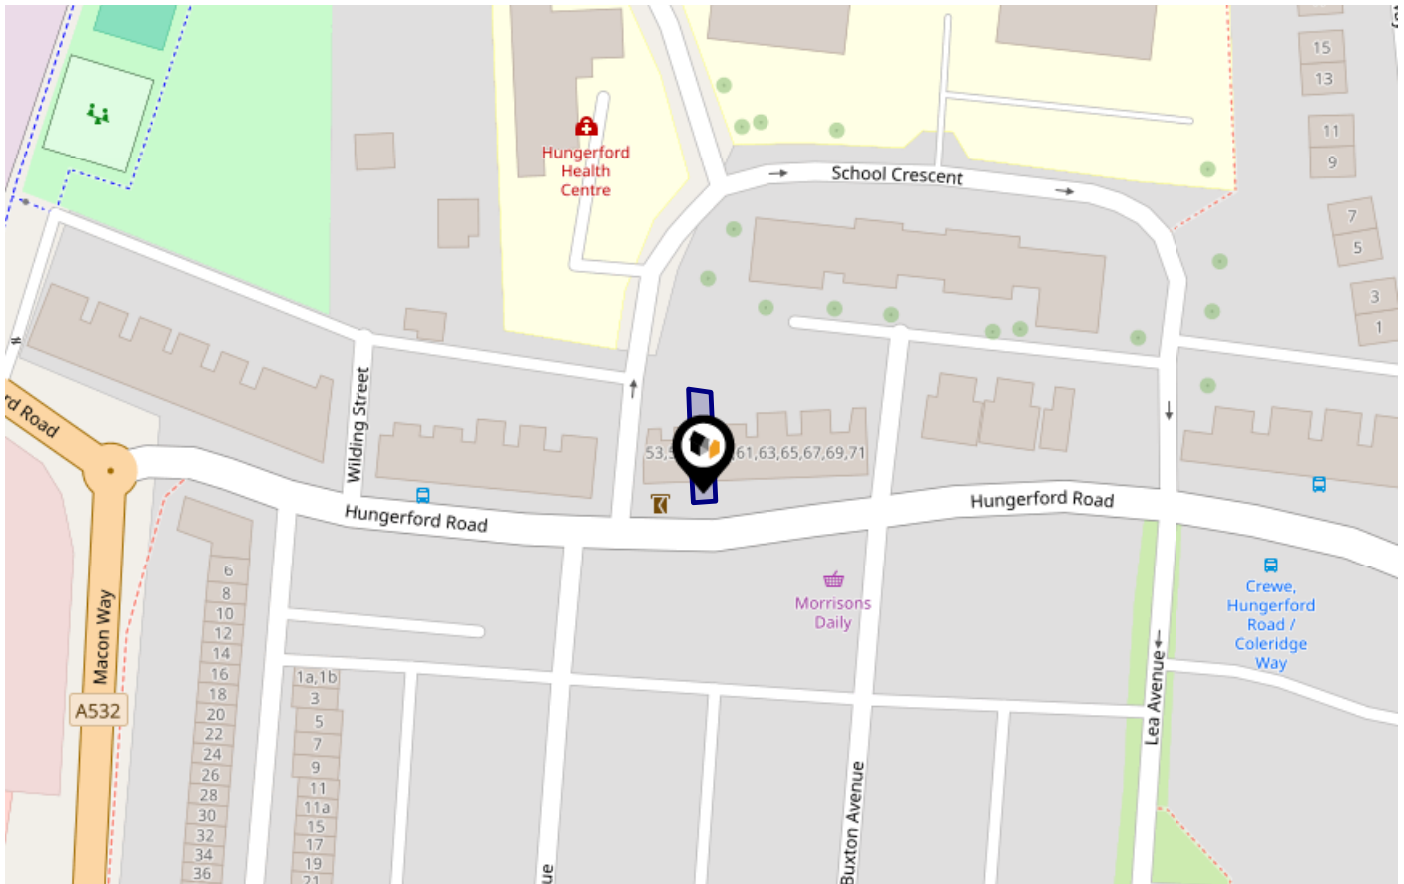 15
13
11
9
7
5
3
1
Hungerford
Health
Centre
School Crescent
Wilding Street
rd Road
53,5
61,63,65,67,69,71
Hungerford Road
Hungerford Road
Morrisons
Daily
Crewe,
Hungerford
Road /
Coleridge
Way
Macon Way
A532
Lea Avenue
Buxton Avenue
ue
6
8
10
12
14
16
18
20
22
24
26
28
30
32
34
36
1a,1b
3
5
7
9
11
11a
15
17
19
21